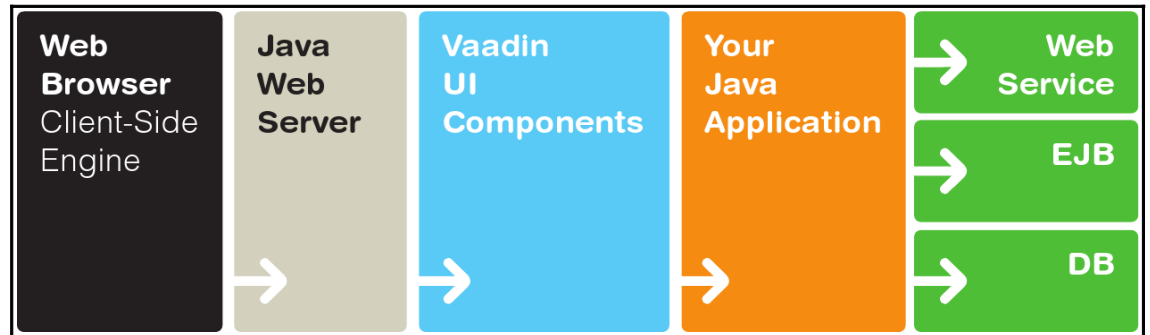 Web
Browser
Client-Side
Engine
Java
Web
Server
Vaadin
UI
Components
Your
Java
Application
Web
Service
EJB
DB